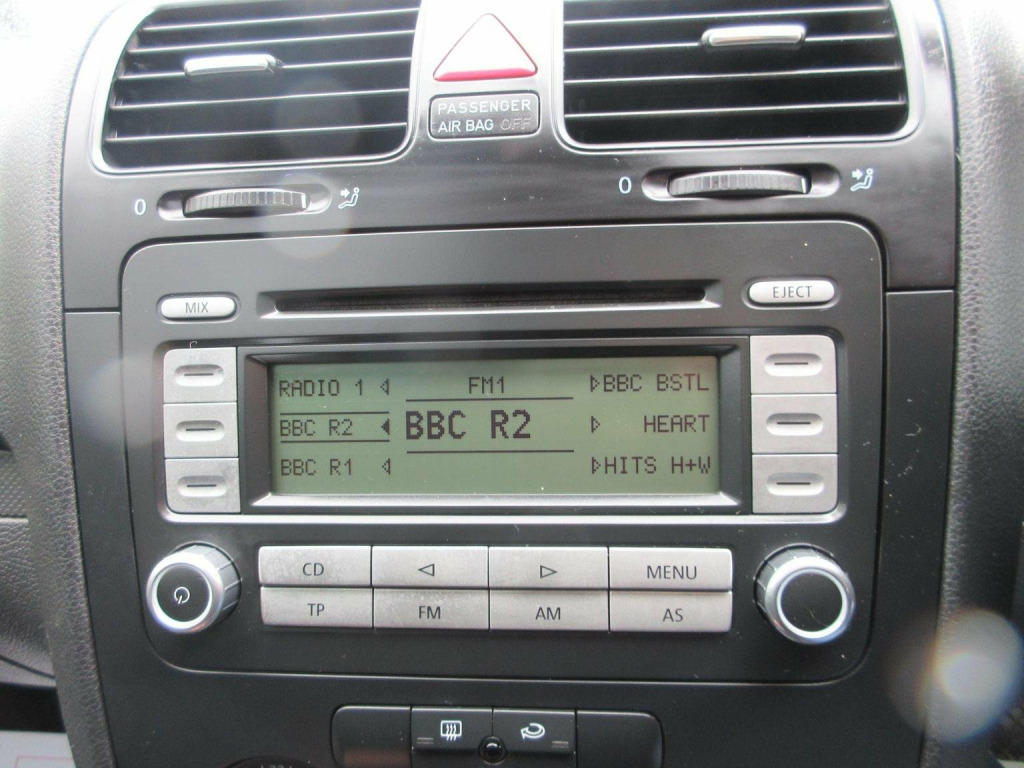 PASSENGER
AIR BAG OFF
0
0
MIX
EJECT
RADIO 1 FM1 BBC BSTL
BBC R2 BBC R2 HEART
BBC R1 HITS H+W
CD MENU
TP FM AM AS